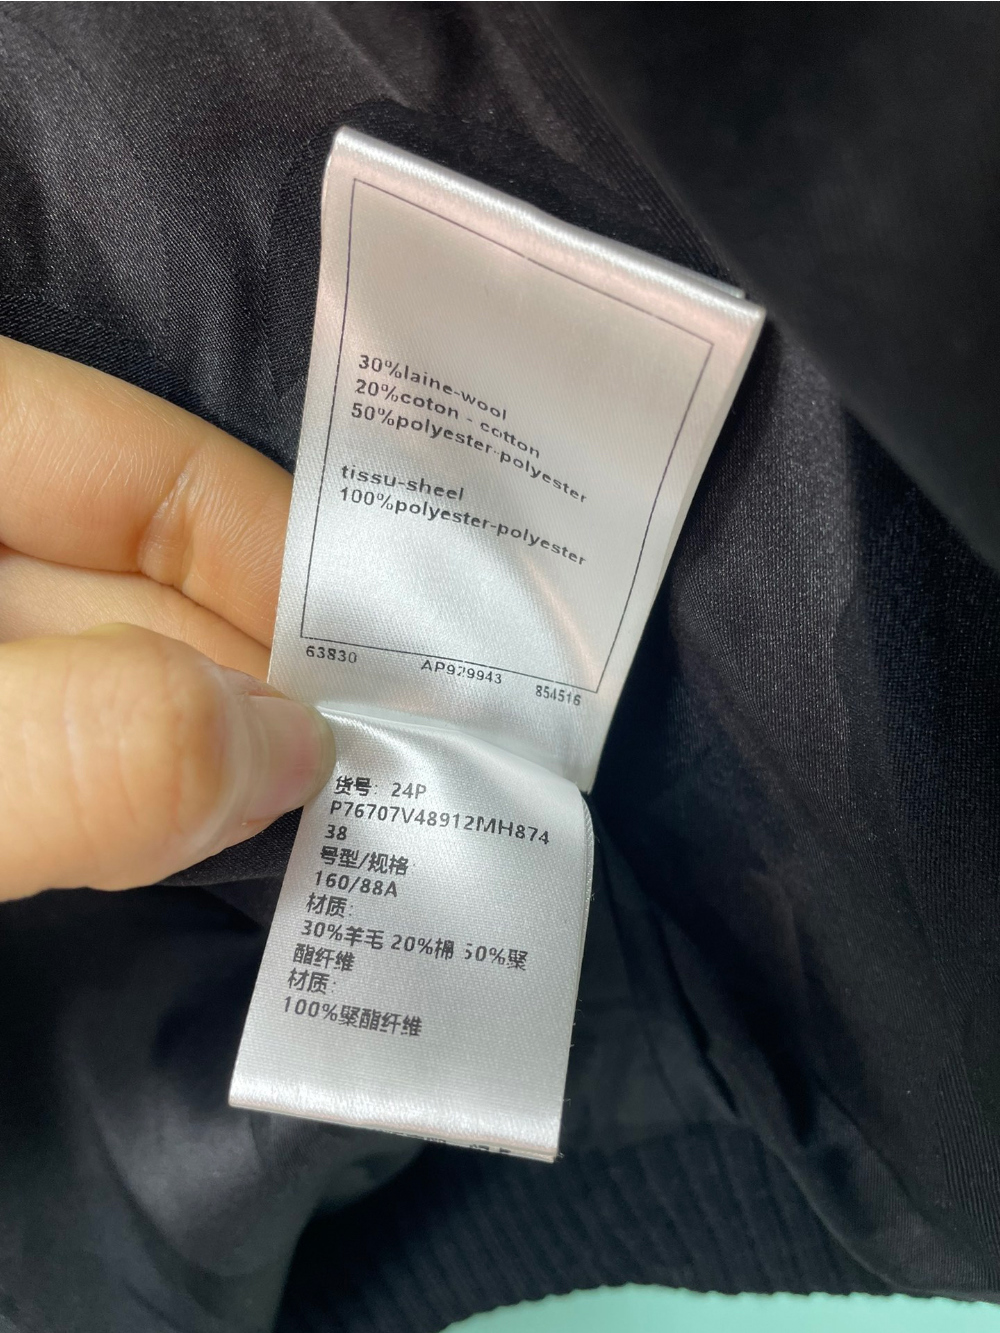 30%laine-wool
20%coton - cotton
50%polyester-polyester
tissu-sheel
100%polyester-polyester
63830 AP929943 854516
货号: 24P
P76707V48912MH874
38
号型/规格
160/88A
材质:
30%羊毛 20%棉 50%聚
酯纤维
材质:
100%聚酯纤维